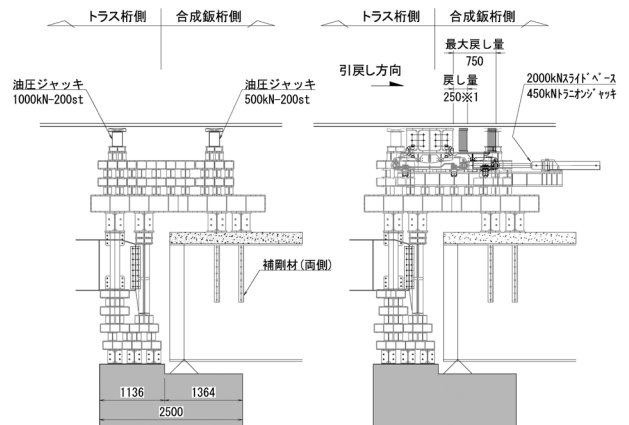 トラス桁側
合成鈑桁側
油圧ジャッキ
1000kN-200st
油圧ジャッキ
500kN-200st
補剛材(両側)
1136
1364
2500
トラス桁側
合成鈑桁側
最大戻し量
750
引戻し方向
戻し量
250※1
2000kNスライドベース
450kNトラニオンジャッキ